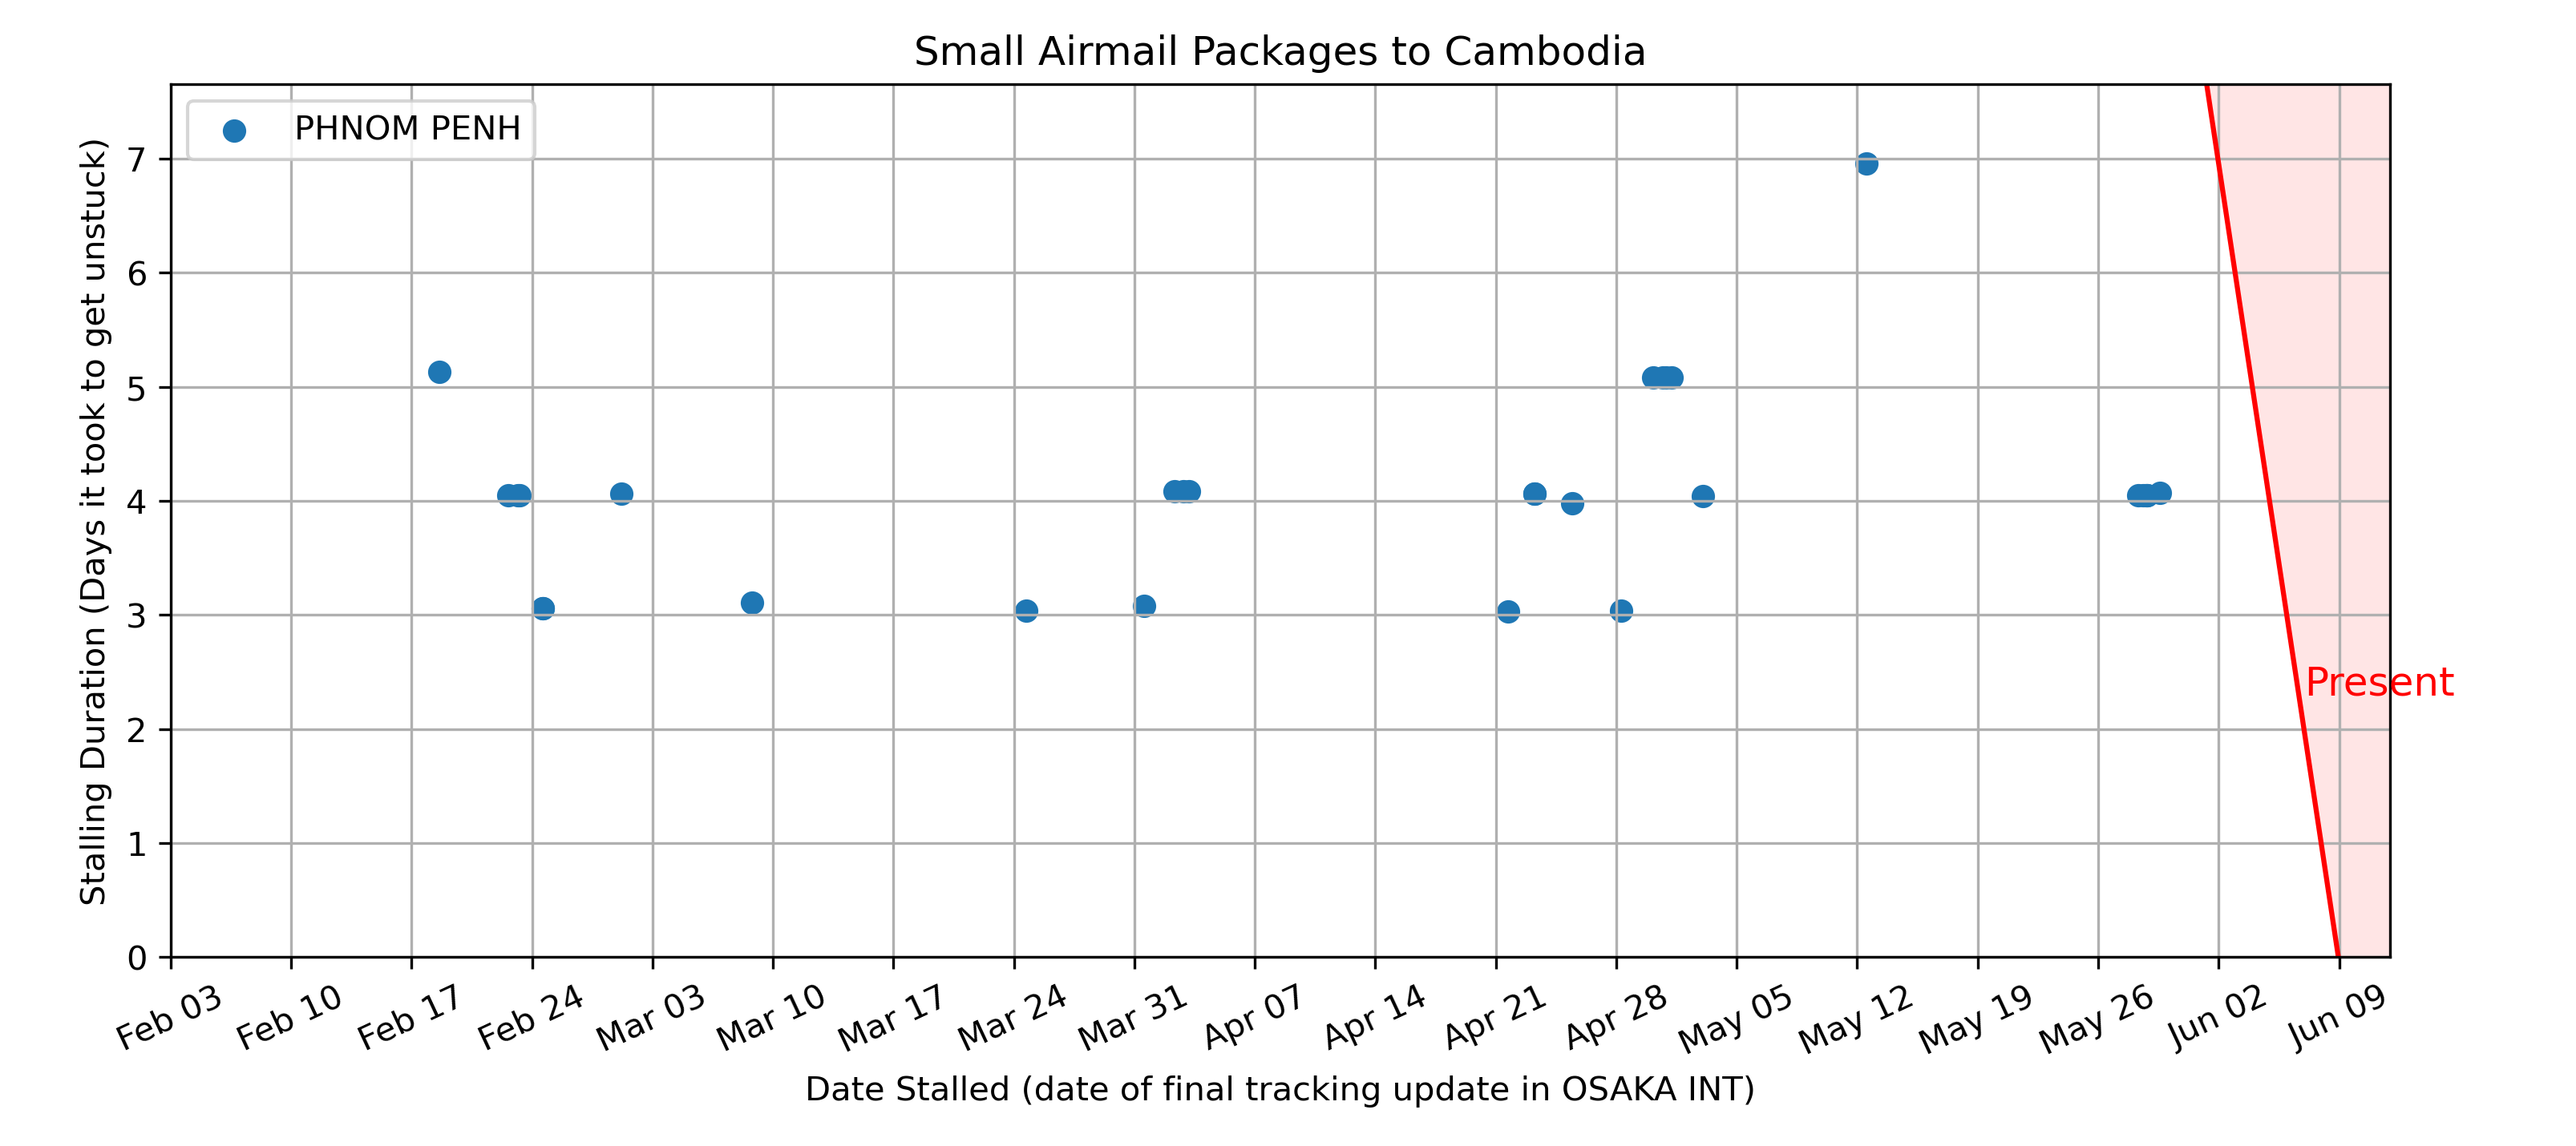 Small Airmail Packages to Cambodia
PHNOM PENH
Stalling Duration (Days it took to get unstuck)
7
6
5
4
3
2
1
0
Present
Feb 03
Feb 10
Feb 17
Feb 24
Mar 03
Mar 10
Mar 17
Mar 24
Mar 31
Apr 07
Apr 14
Apr 21
Apr 28
May 05
May 12
May 19
May 26
Jun 02
Jun 09
Date Stalled (date of final tracking update in OSAKA INT)